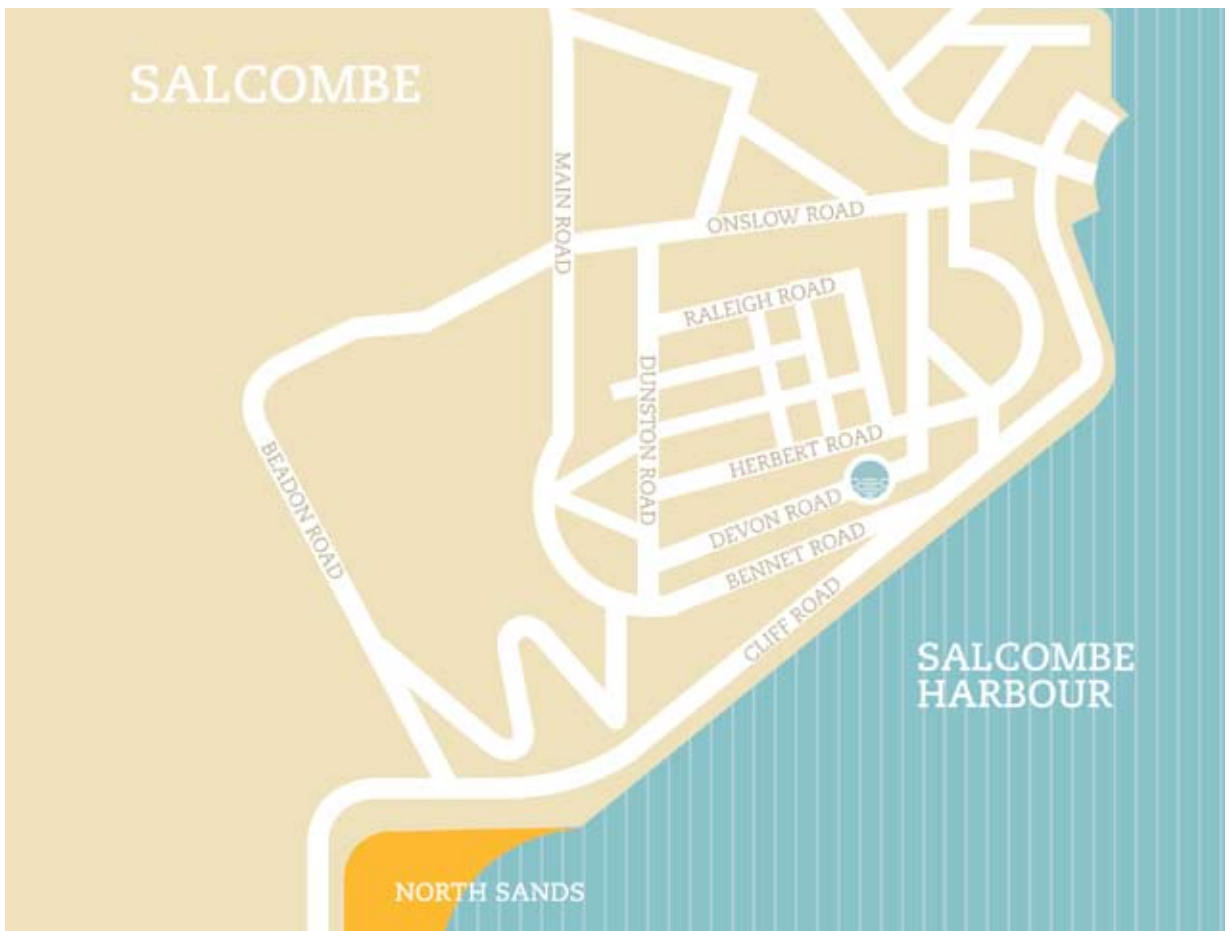 SALCOMBE
MAIN ROAD
ONSLOW ROAD
RALEIGH ROAD
DUNSTON ROAD
BEADON ROAD
HERBERT ROAD
DEVON ROAD
BENNET ROAD
CLIFF ROAD
SALCOMBE
HARBOUR
NORTH SANDS